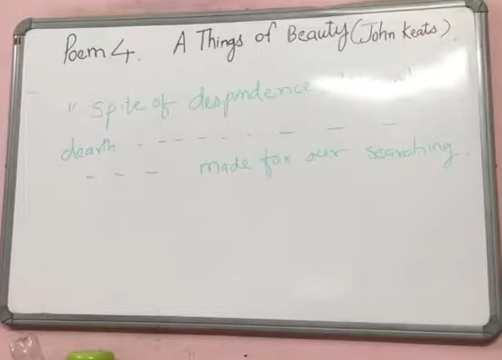 Poem 4. A Things of Beauty (John Keats).
" Spite of despondence
dearth - - - - - - - - -
- - - made for our searching.